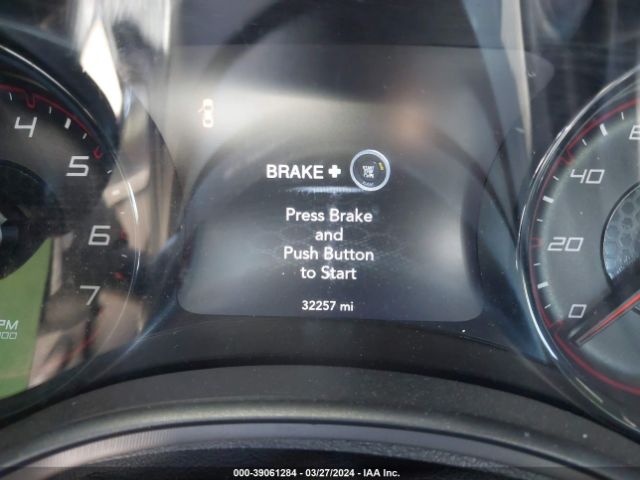 4
5
6
7
BRAKE +
START
Press Brake
and
Push Button
to Start
32257 mi
40
20
0
000-39061284 | 03/27/2024 - IAA Inc.